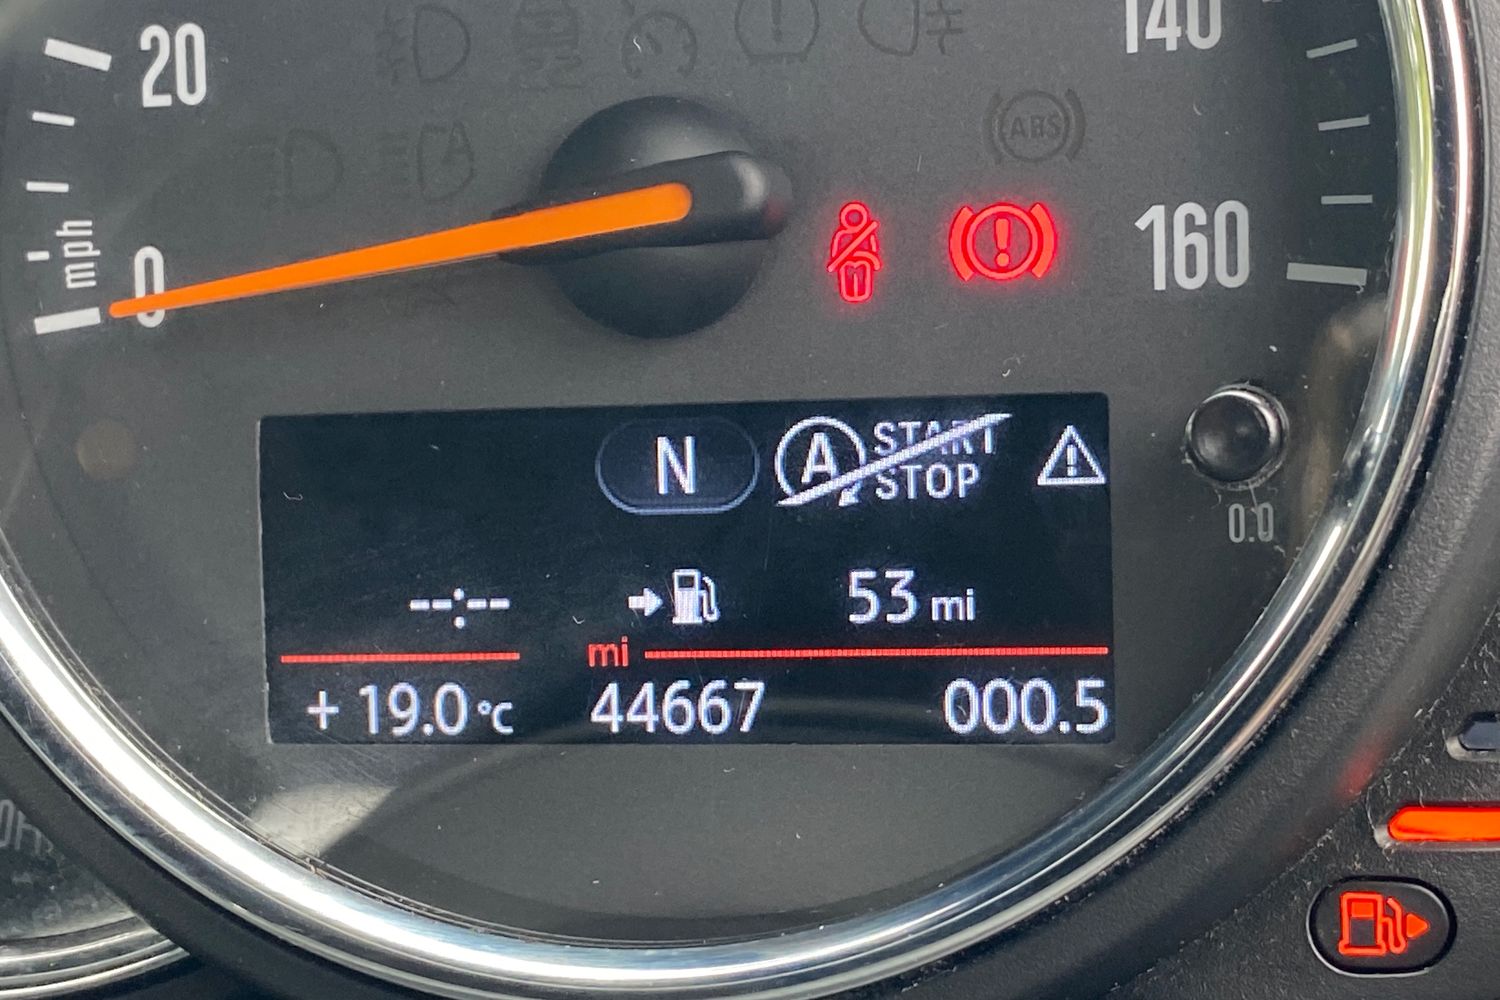 20
140
ABS
A
mph
0
160
N
A
START
STOP
0.0
--:--
53 mi
mi
+19.0°C
44667
000.5